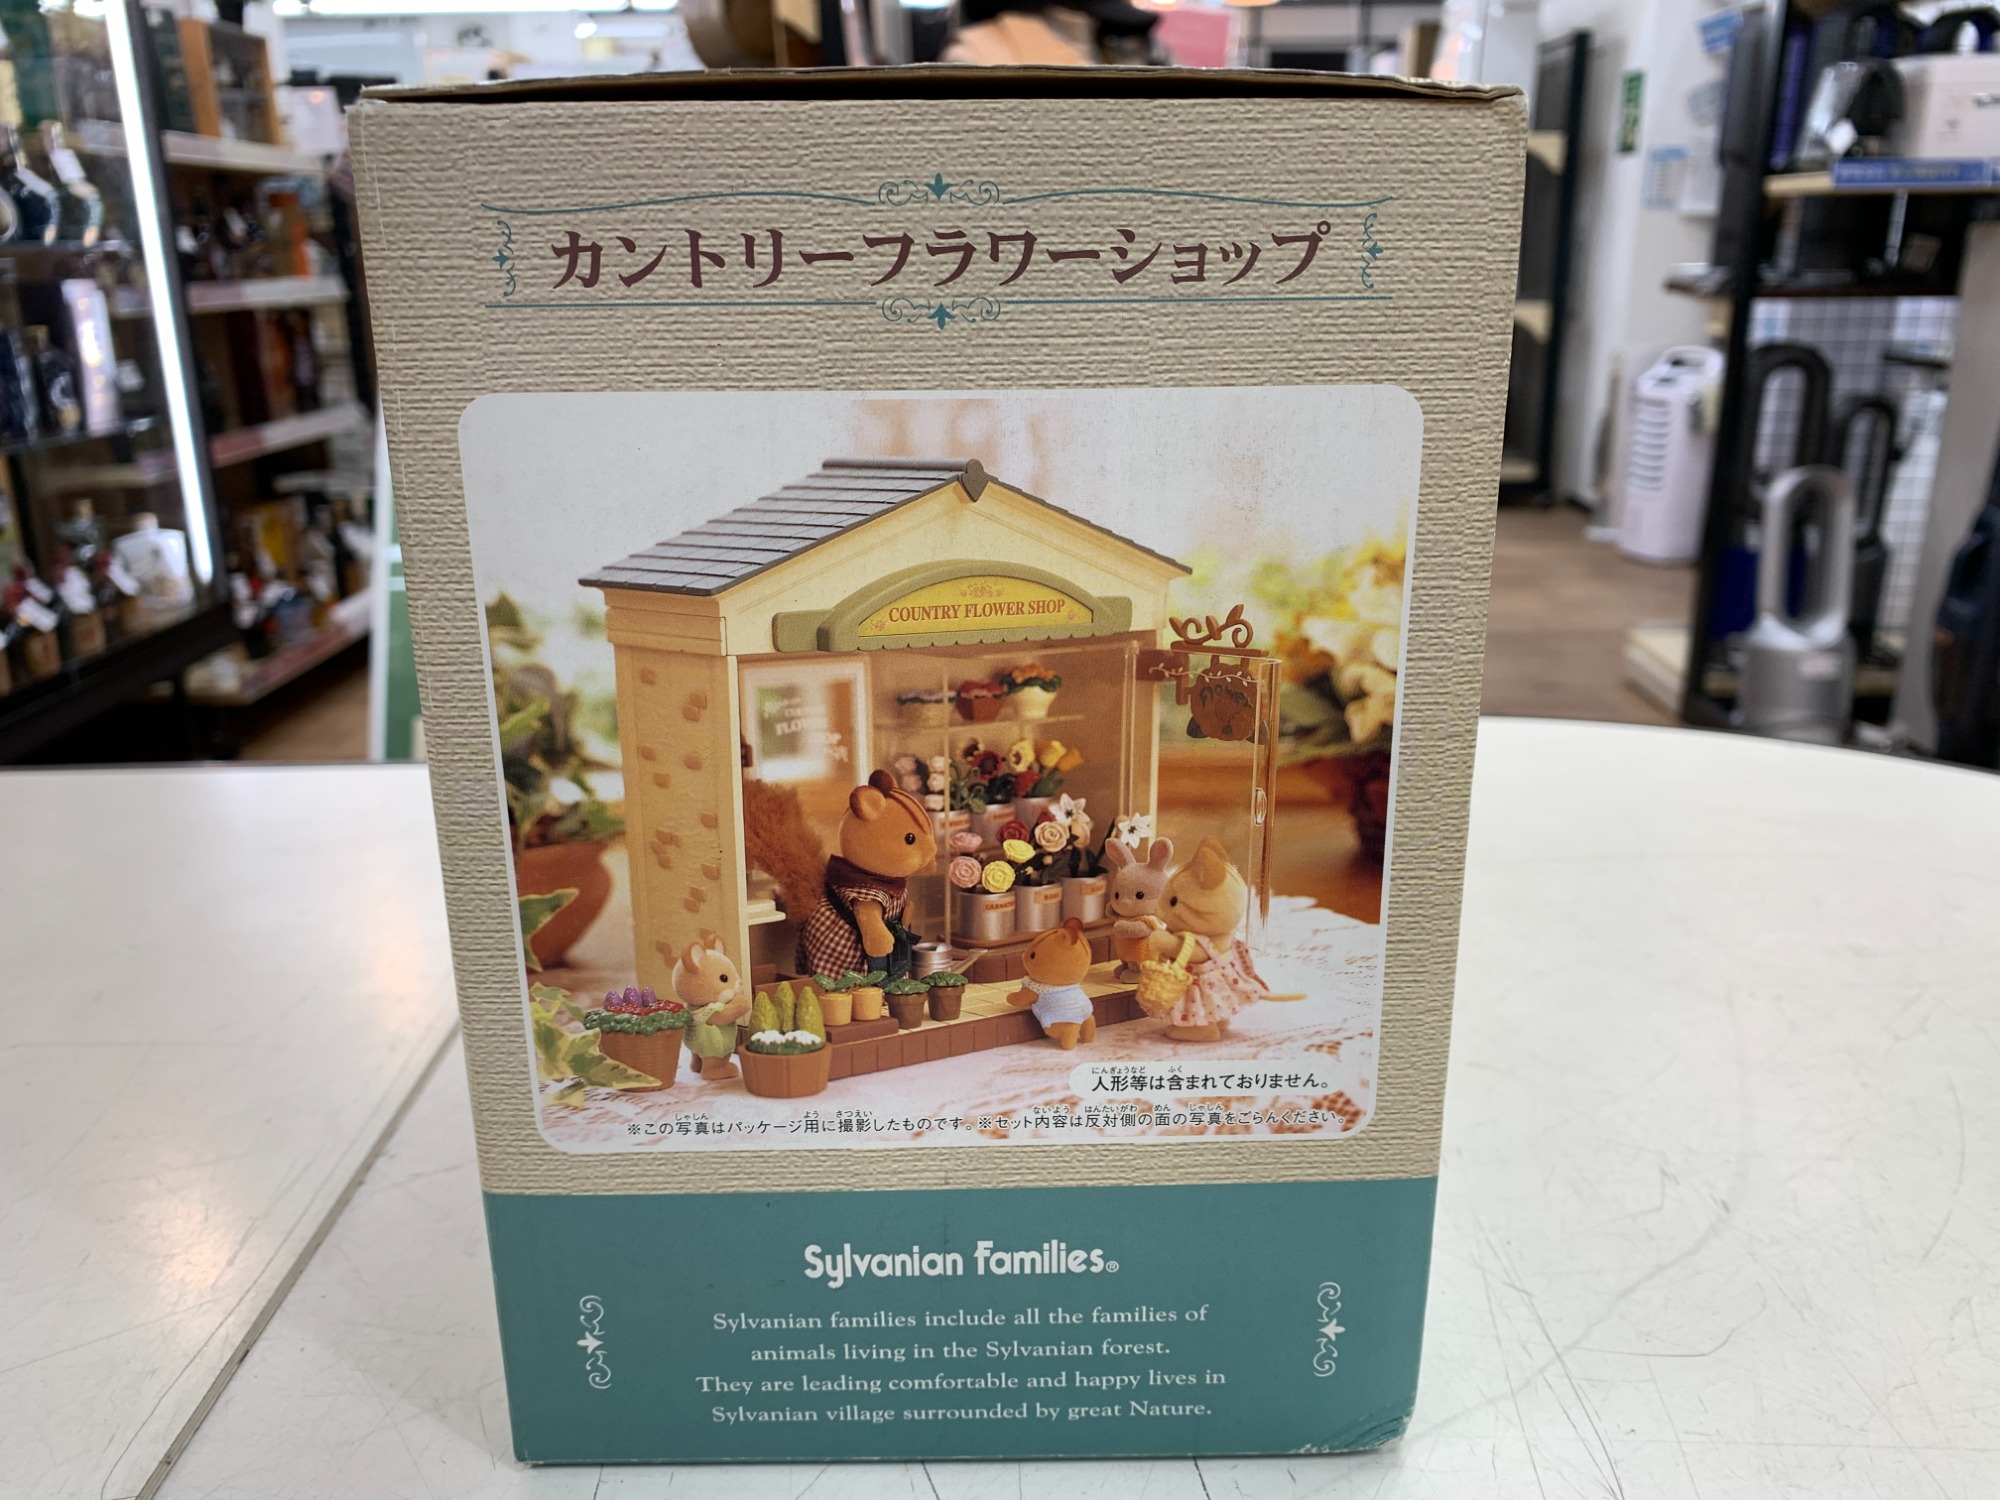 カントリーフラワーショップ
COUNTRY FLOWER SHOP
FLOWER
人形等は含まれておりません。
※この写真はパッケージ用に撮影したものです。※セット内容は反対側の面の写真をごらんください。
Sylvanian Families®
Sylvanian families include all the families of
animals living in the Sylvanian forest.
They are leading comfortable and happy lives in
Sylvanian village surrounded by great Nature.